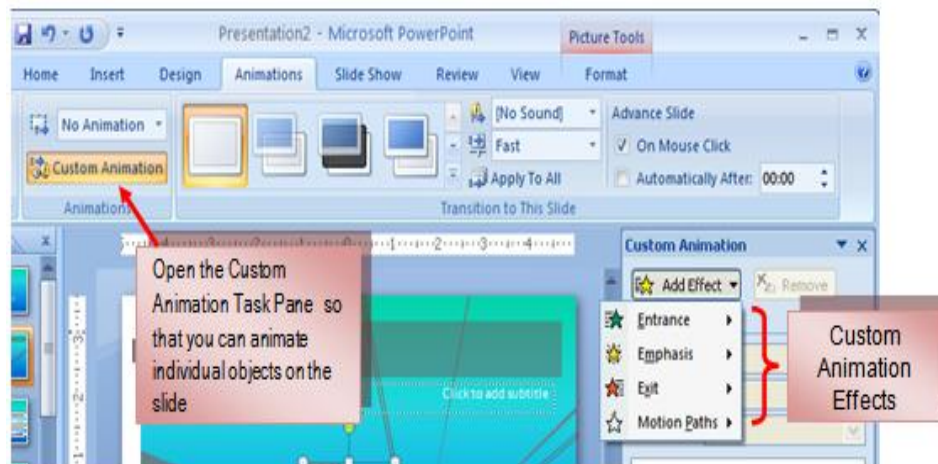 Presentation2 - Microsoft PowerPoint
Picture Tools
Home Insert Design Animations Slide Show Review View Format
No Animation
[No Sound]
Advance Slide
Custom Animation
Fast
On Mouse Click
Apply To All
Automatically After: 00:00
Animations
Transition to This Slide
Custom Animation
Add Effect
Remove
Open the Custom
Animation Task Pane so
that you can animate
individual objects on the
slide
Entrance
Emphasis
Exit
Motion Paths
Custom
Animation
Effects
Click to add subtitle